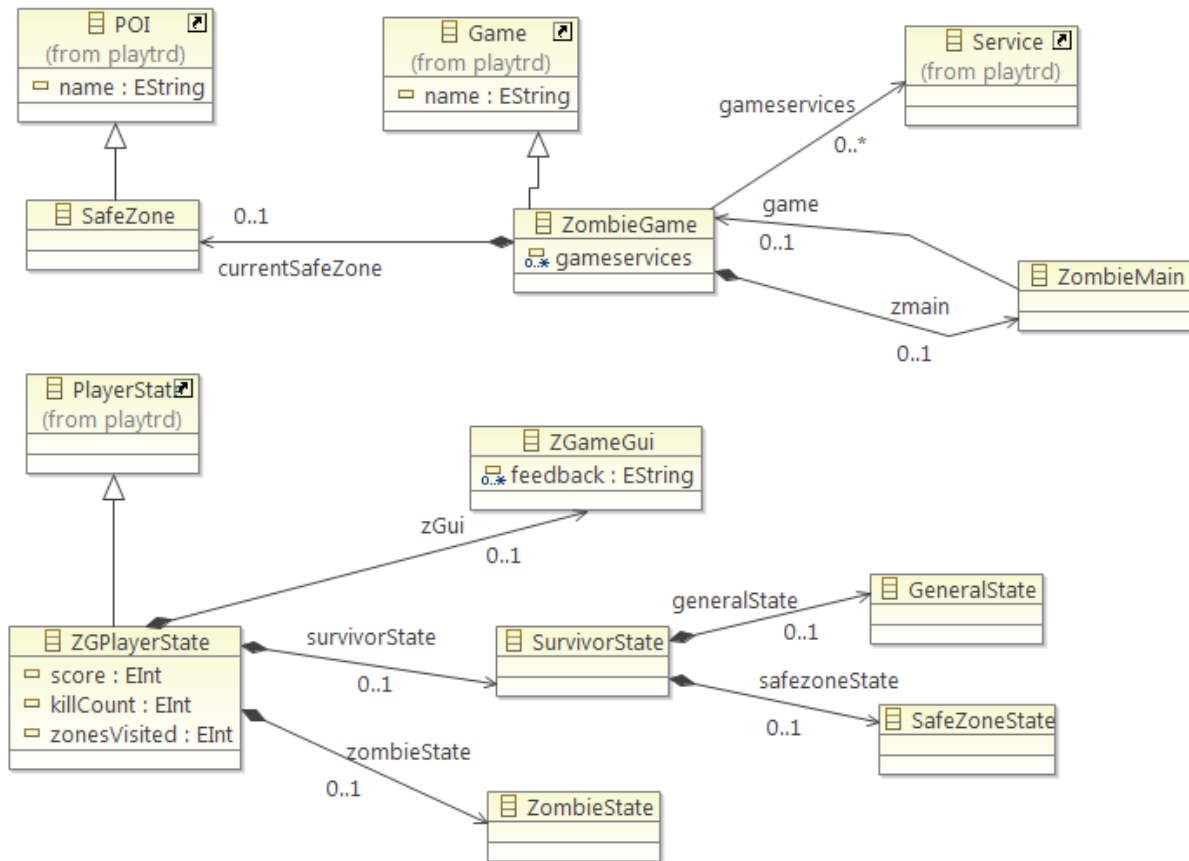 POI
(from playtrd)
name : EString
Game
(from playtrd)
name : EString
Service
(from playtrd)
gameservices
0..*
SafeZone
0..1
currentSafeZone
ZombieGame
0..* gameservices
game
0..1
ZombieMain
zmain
0..1
PlayerState
(from playtrd)
ZGameGui
0..* feedback : EString
zGui
0..1
ZGPlayerState
score : EInt
killCount : EInt
zonesVisited : EInt
survivorState
0..1
SurvivorState
generalState
0..1
GeneralState
safezoneState
0..1
SafeZoneState
zombieState
0..1
ZombieState